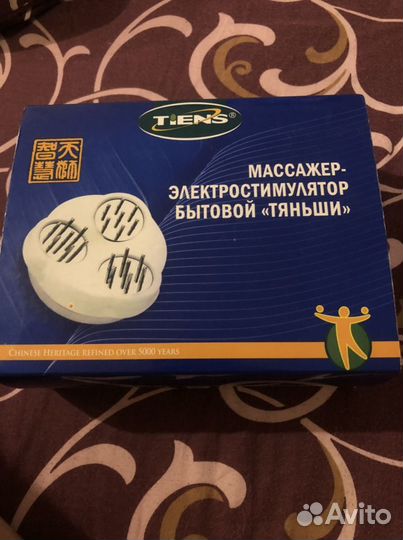 TIENS®
天獅
智慧
МАССАЖЕР-
ЭЛЕКТРОСТИМУЛЯТОР
БЫТОВОЙ «ТЯНЬШИ»
CHINESE HERITAGE REFINED OVER 5000 YEARS
Avito